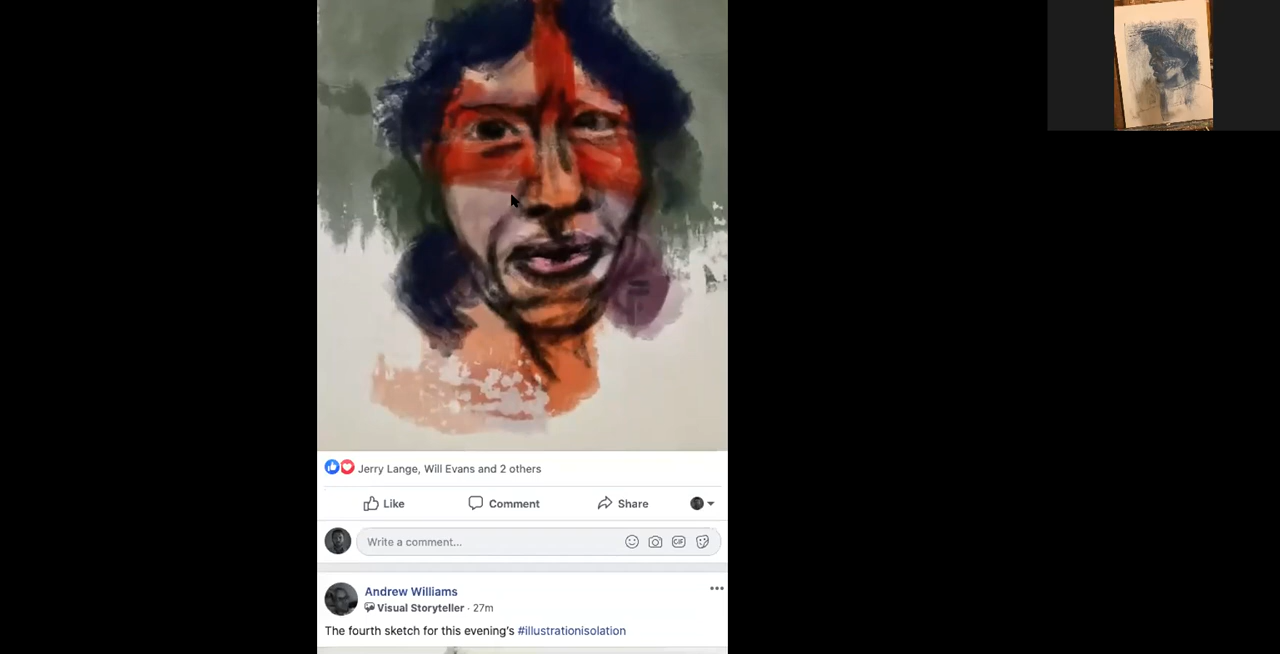 Jerry Lange, Will Evans and 2 others
Like Comment Share
Write a comment...
GIF
Andrew Williams
Visual Storyteller · 27m
The fourth sketch for this evening's #illustrationisolation